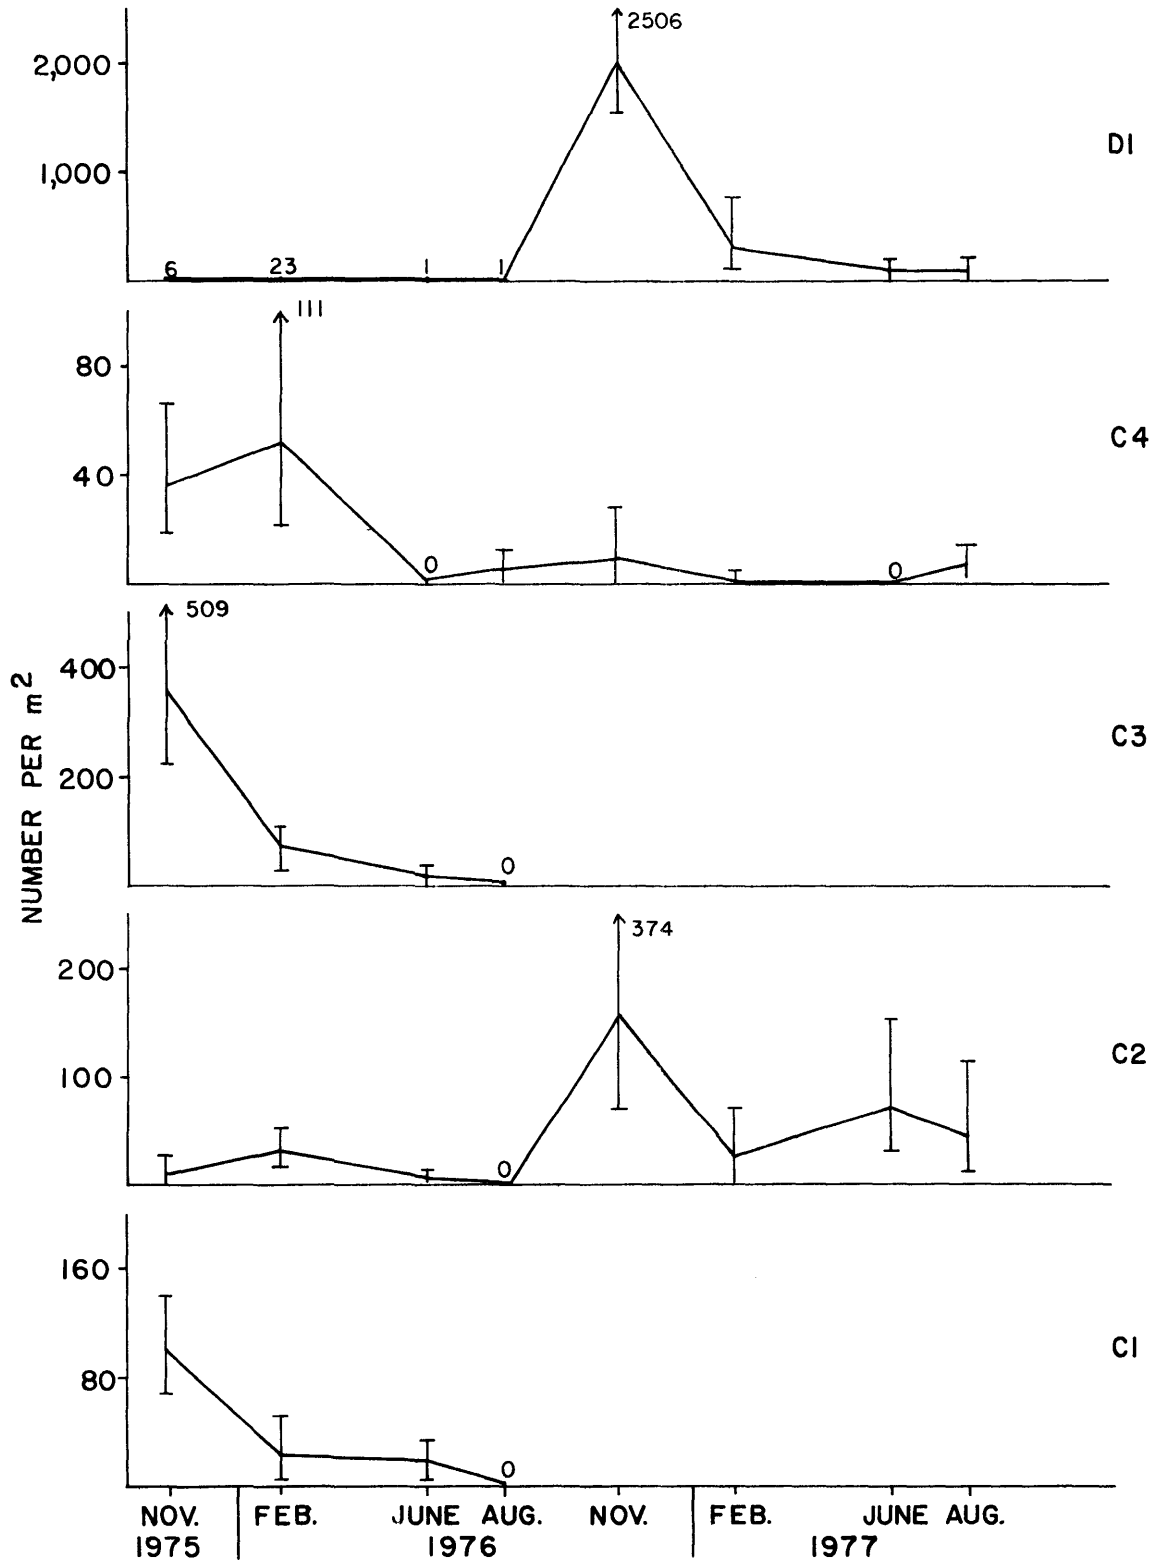 2506
2,000
D1
1,000
6 23 1 1
111
80
C4
40
0 0
509
400
C3
200
0
NUMBER PER m2
374
200
C2
100
0
160
C1
80
0
NOV. FEB. JUNE AUG. NOV. FEB. JUNE AUG.
1975 1976 1977